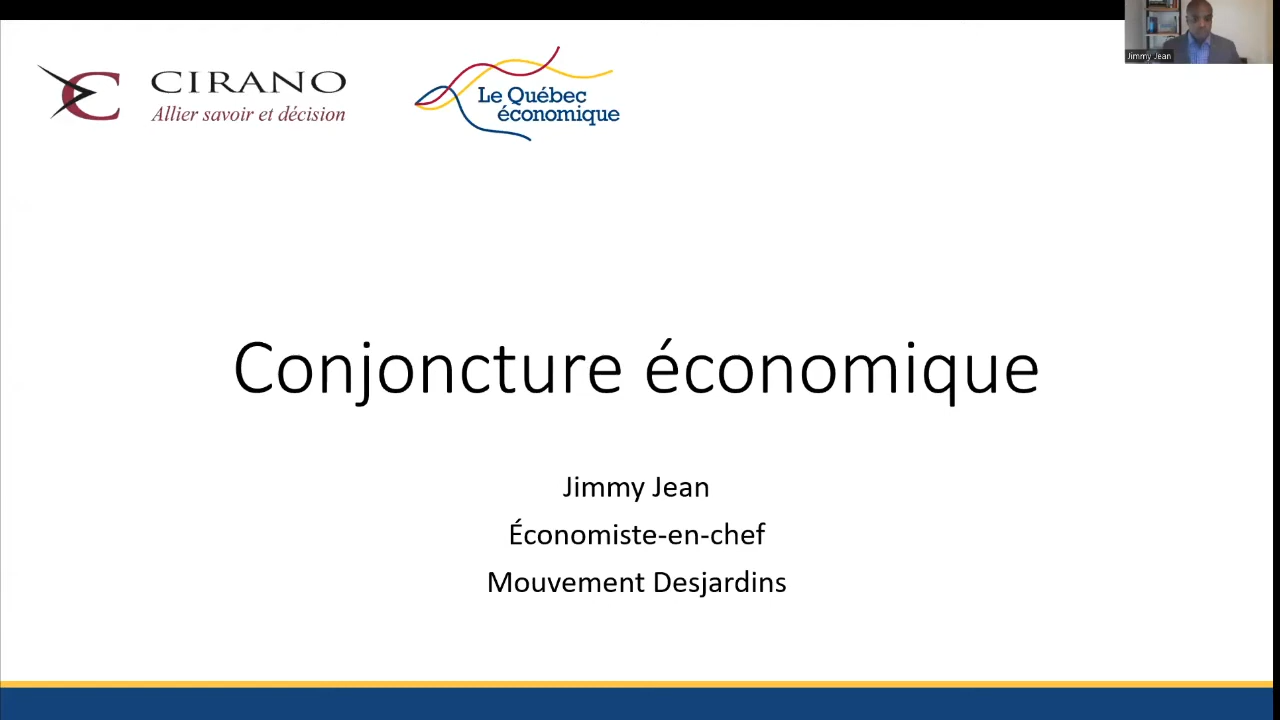 CIRANO
Allier savoir et décision
Le Québec
économique
Jimmy Jean
Conjoncture économique
Jimmy Jean
Économiste-en-chef
Mouvement Desjardins